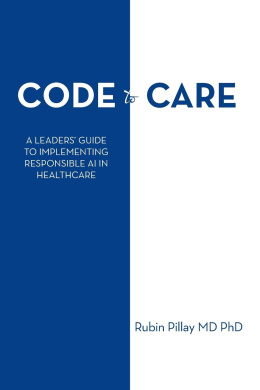 CODE to CARE
A LEADERS' GUIDE
TO IMPLEMENTING
RESPONSIBLE AI IN
HEALTHCARE
Rubin Pillay MD PhD